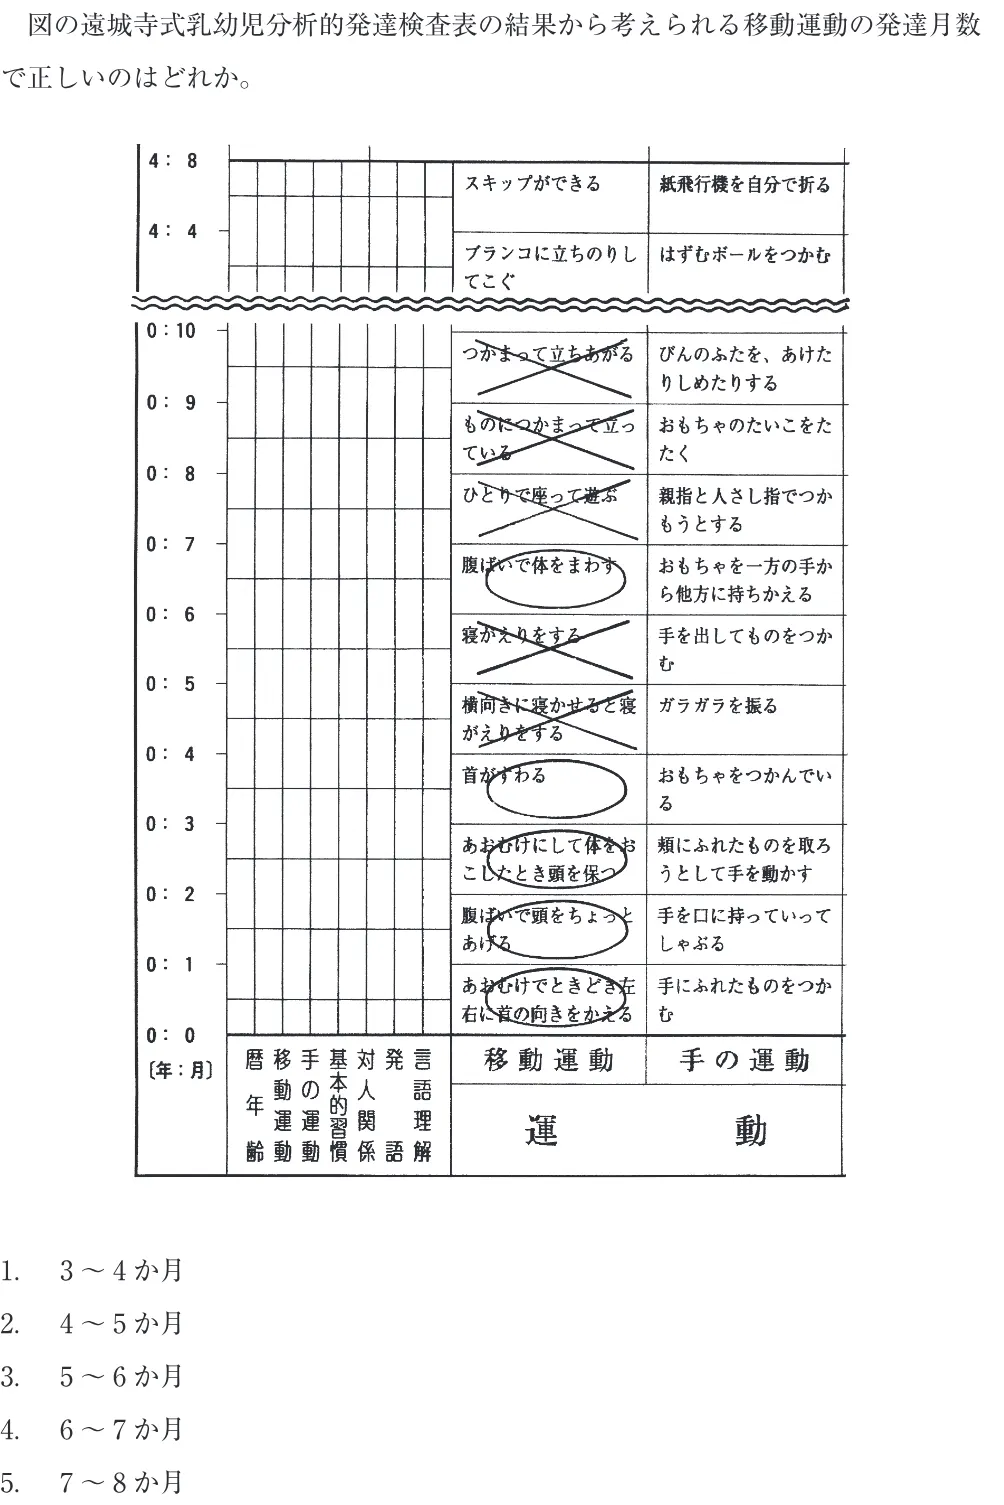 図の遠城寺式乳幼児分析的発達検査表の結果から考えられる移動運動の発達月数
で正しいのはどれか。
4: 8
スキップができる
紙飛行機を自分で折る
4: 4
ブランコに立ちのりし
てこぐ
はずむボールをつかむ
0:10
つかまって立ちあがる
びんのふたを、あけた
りしめたりする
0: 9
ものにつかまって立っ
ている
おもちゃのたいこをた
たく
0: 8
ひとりで座って遊ぶ
親指と人さし指でつか
もうとする
0: 7
腹ばいで体をまわす
おもちゃを一方の手か
ら他方に持ちかえる
0: 6
寝がえりをする
手を出してものをつか
む
0: 5
横向きに寝かせると寝
がえりをする
ガラガラを振る
0: 4
首がすわる
おもちゃをつかんでい
る
0: 3
あおむけにして体をお
こしたとき頭を保つ
頬にふれたものを取ろ
うとして手を動かす
0: 2
腹ばいで頭をちょっと
あげる
手を口に持っていって
しゃぶる
0: 1
あおむけでときどき左
右に首の向きをかえる
手にふれたものをつか
む
0: 0
〔年:月〕
暦年齢
移動運動
手の運動
基本的習慣
対人関係
発語
言語理解
移動運動
手の運動
運動
1. 3～4か月
2. 4～5か月
3. 5～6か月
4. 6～7か月
5. 7～8か月